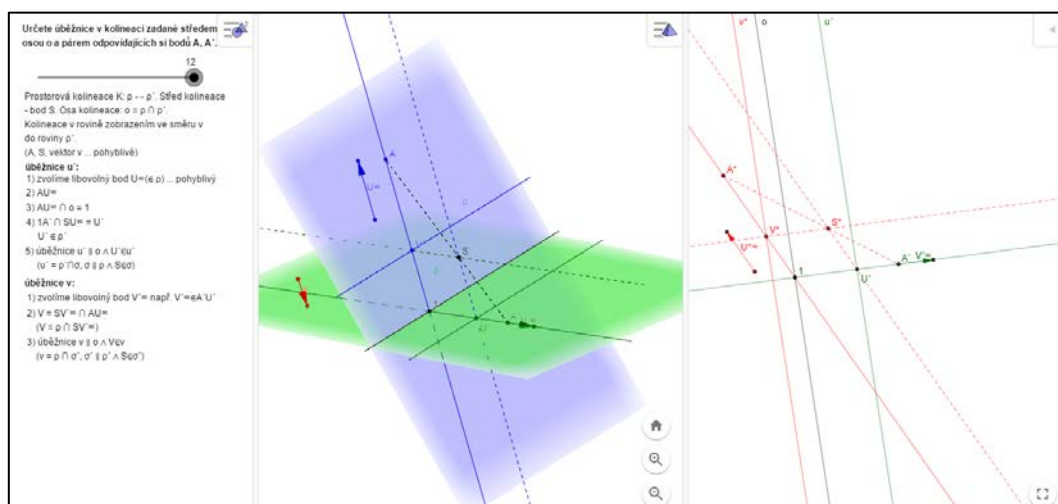 Určete úběžnice v kolineaci zadané středem
osou o a párem odpovídajících si bodů A, A'.
12
Prostorová kolineace K: ρ ↔ ρ'. Střed kolineace
- bod S. Osa kolineace: o = ρ ∩ ρ'.
Kolineace v rovině zobrazením ve směru v
do roviny ρ'.
(A, S, vektor v ... pohyblivé)
úběžnice u':
1) zvolíme libovolný bod U∞(∈ ρ) ... pohyblivý
2) AU∞
3) AU∞ ∩ o = 1
4) 1A' ∩ SU∞ = U'
U' ∈ ρ'
5) úběžnice u' ∥ o ∧ U'∈u'
(u' = ρ'∩σ, σ ∥ ρ ∧ S∈σ)
úběžnice v:
1) zvolíme libovolný bod V'∞ např. V'∞∈A'U'
2) V = SV'∞ ∩ AU∞
(V = ρ ∩ SV'∞)
3) úběžnice v ∥ o ∧ V∈v
(v = ρ ∩ σ', σ' ∥ ρ' ∧ S∈σ')
A
U∞
S
1
U'
v*
o
u'
A*
S*
V*
U*∞
1
U'
A'
V'∞